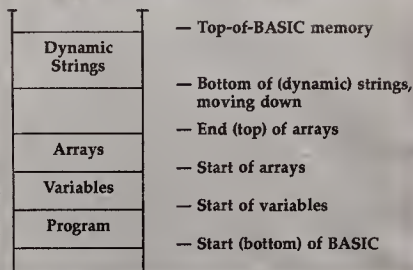 — Top-of-BASIC memory
Dynamic
Strings
— Bottom of (dynamic) strings,
moving down
— End (top) of arrays
Arrays
— Start of arrays
Variables
— Start of variables
Program
— Start (bottom) of BASIC